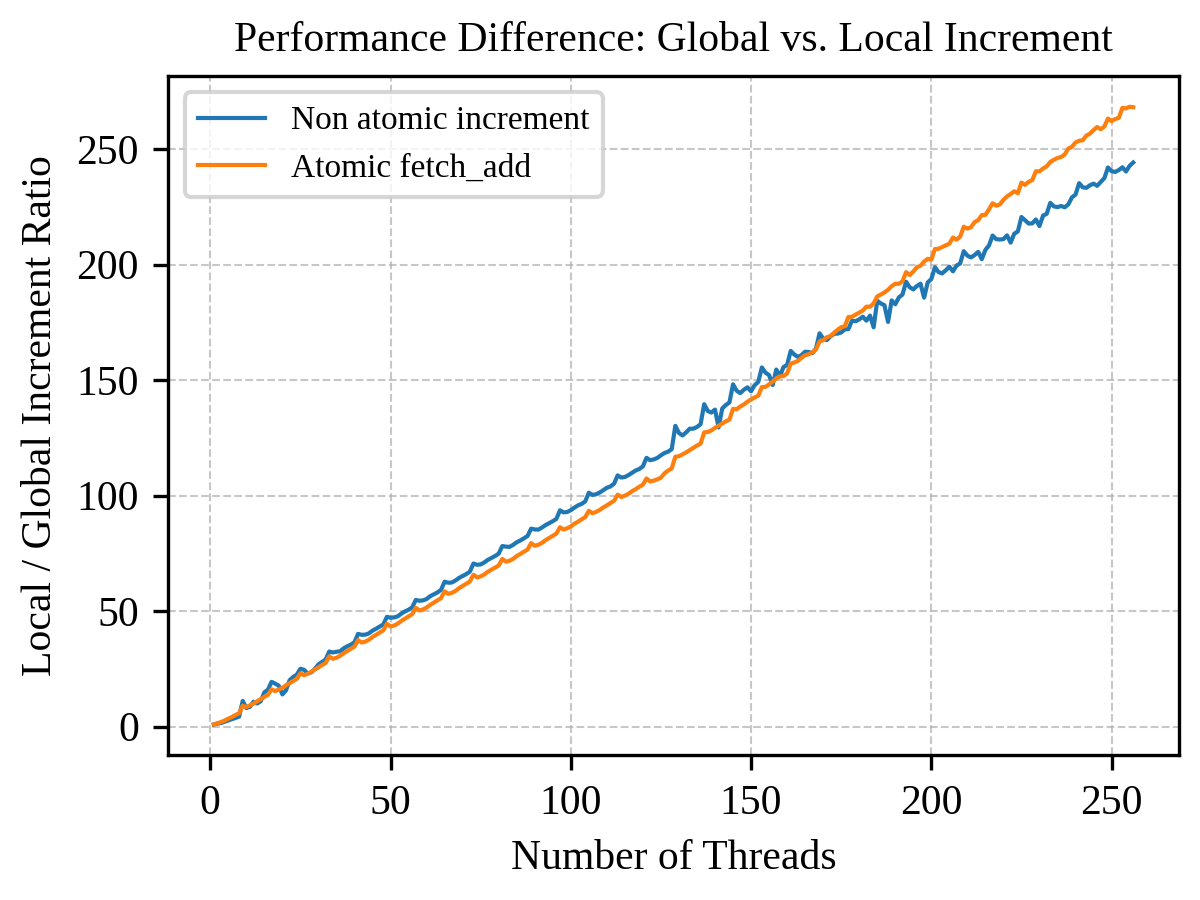 Performance Difference: Global vs. Local Increment
Non atomic increment
Atomic fetch_add
Local / Global Increment Ratio
250
200
150
100
50
0
0 50 100 150 200 250
Number of Threads